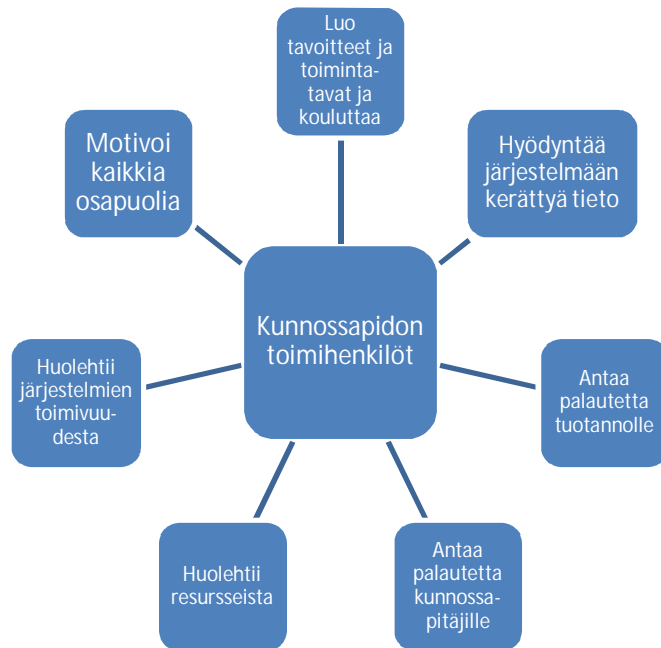 Luo
tavoitteet ja
toiminta-
tavat ja
kouluttaa
Hyödyntää
järjestelmään
kerättyä tieto
Antaa
palautetta
tuotannolle
Antaa
palautetta
kunnossa-
pitäjille
Huolehtii
resursseista
Huolehtii
järjestelmien
toimivuu-
desta
Motivoi
kaikkia
osapuolia
Kunnossapidon
toimihenkilöt